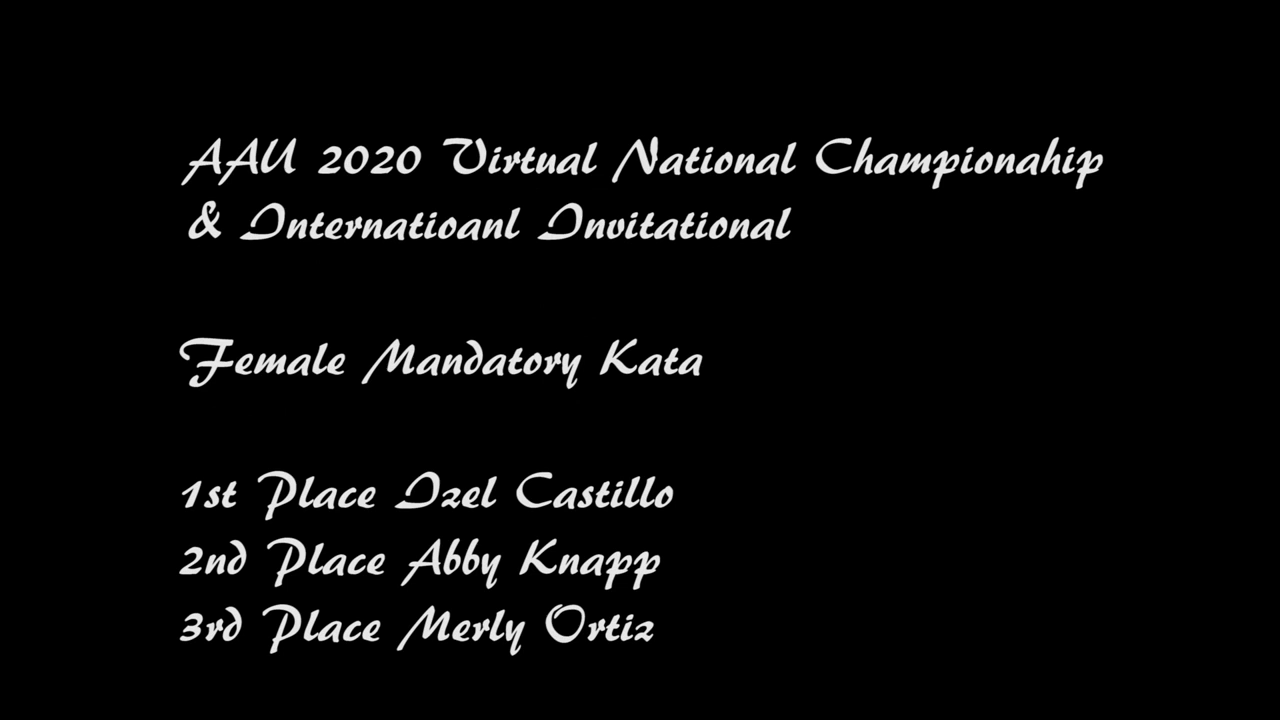 AAU 2020 Virtual National Championahip
& Internatioanl Invitational
Female Mandatory Kata
1st Place Izel Castillo
2nd Place Abby Knapp
3rd Place Merly Ortiz